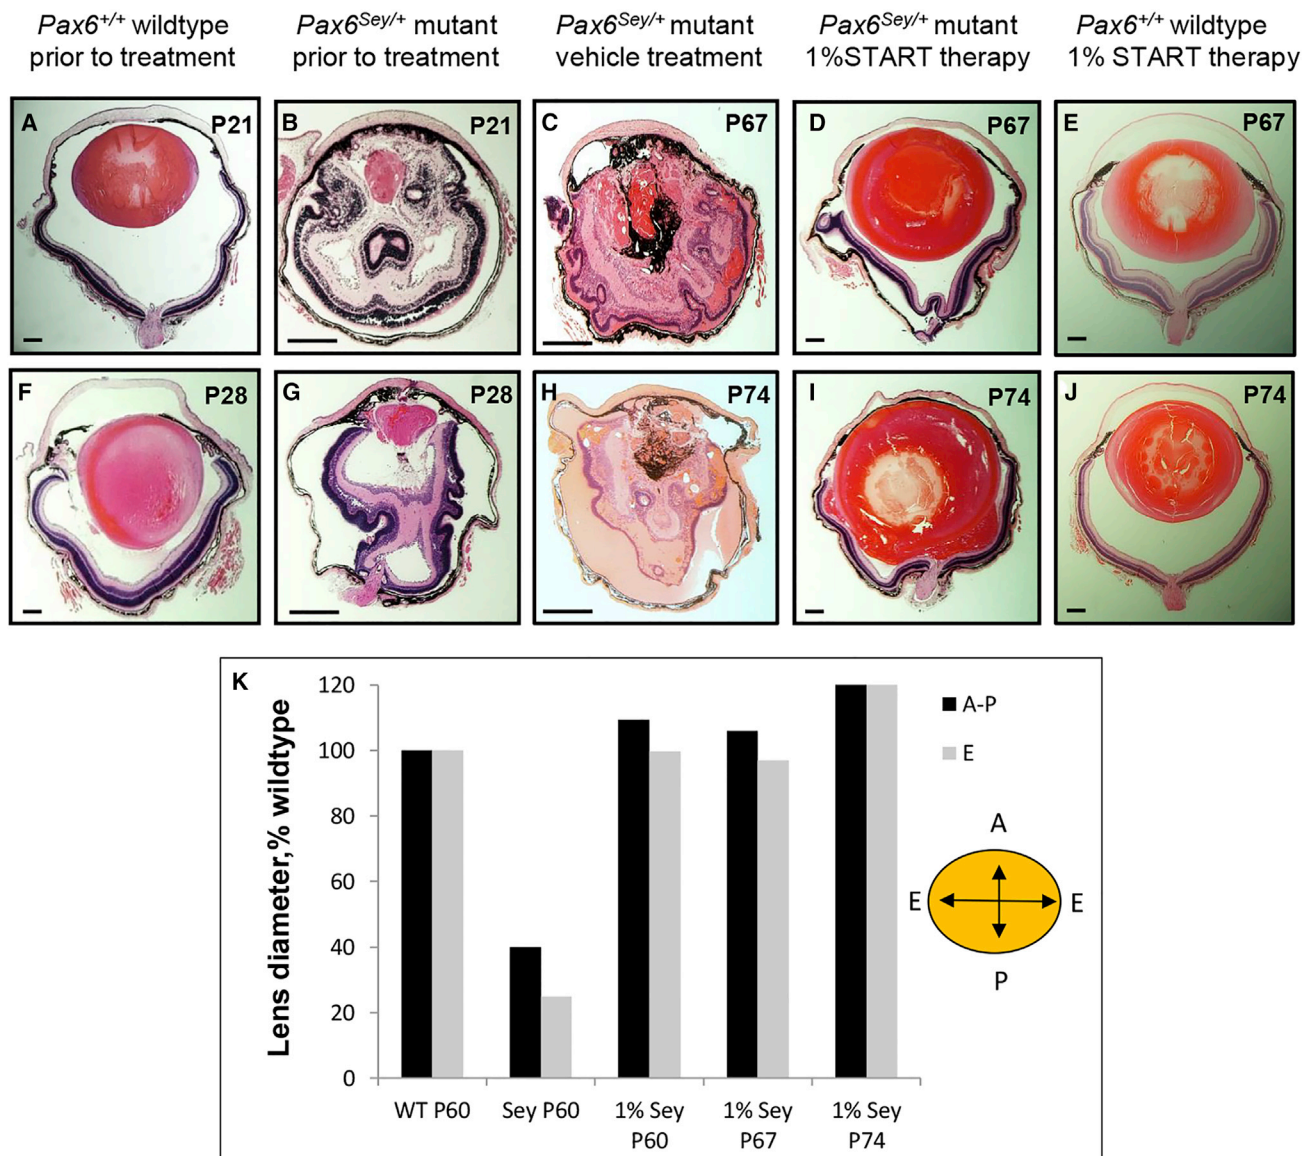 Pax6+/+ wildtype
prior to treatment
Pax6Sey/+ mutant
prior to treatment
Pax6Sey/+ mutant
vehicle treatment
Pax6Sey/+ mutant
1%START therapy
Pax6+/+ wildtype
1% START therapy
A P21
B P21
C P67
D P67
E P67
F P28
G P28
H P74
I P74
J P74
K
Lens diameter,% wildtype
120
100
80
60
40
20
0
WT P60
Sey P60
1% Sey
P60
1% Sey
P67
1% Sey
P74
A-P
E
A
E E
P